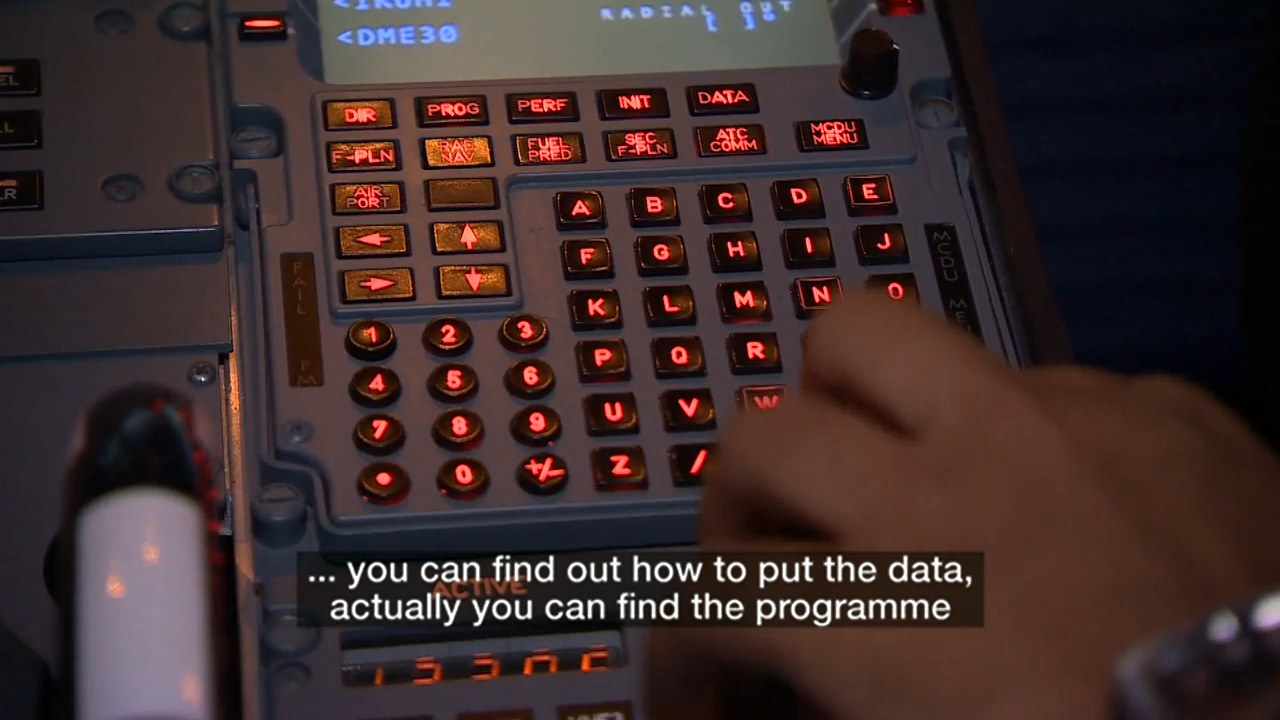 <DME30
RADIAL OUT
[ ]°
DIR PROG PERF INIT DATA
F-PLN RAD NAV FUEL PRED SEC F-PLN ATC COMM MCDU MENU
AIR PORT
A B C D E
← ↑ F G H I J
→ ↓ K L M N O
FAIL
FM
MCDU
1 2 3 P Q R
4 5 6 U V W
7 8 9 Z /
. 0 +/-
... you can find out how to put the data,
actually you can find the programme
ACTIVE